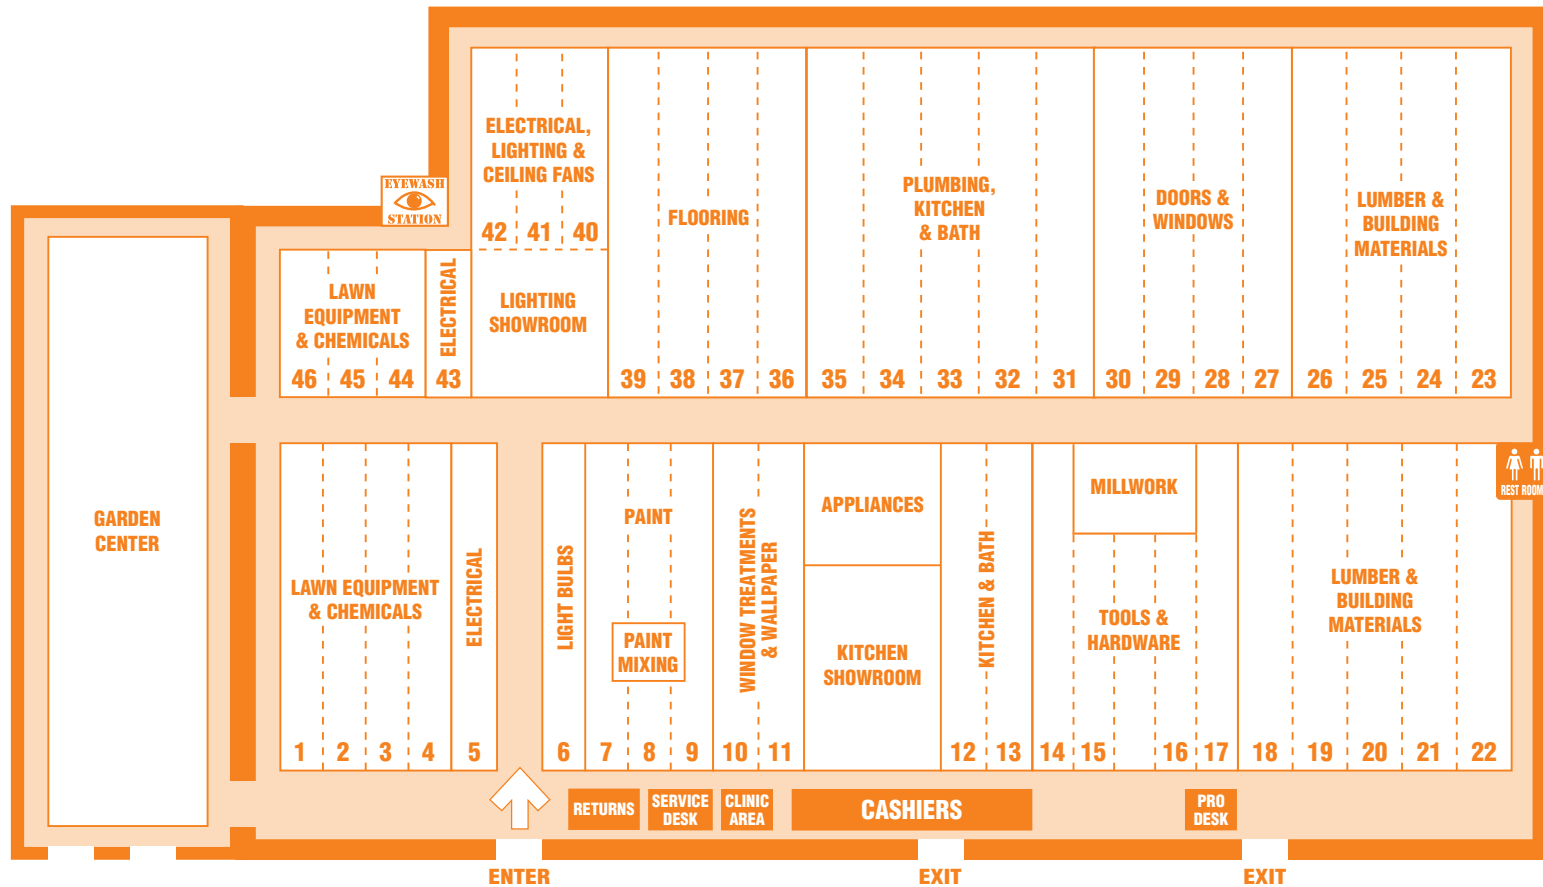 ELECTRICAL,
LIGHTING &
CEILING FANS
42 41 40
EYEWASH
STATION
FLOORING
PLUMBING,
KITCHEN
& BATH
DOORS &
WINDOWS
LUMBER &
BUILDING
MATERIALS
LAWN
EQUIPMENT
& CHEMICALS
ELECTRICAL
LIGHTING
SHOWROOM
46 45 44 43 39 38 37 36 35 34 33 32 31 30 29 28 27 26 25 24 23
REST ROOM
GARDEN
CENTER
LAWN EQUIPMENT
& CHEMICALS
ELECTRICAL
LIGHT BULBS
PAINT
PAINT
MIXING
WINDOW TREATMENTS
& WALLPAPER
APPLIANCES
KITCHEN
SHOWROOM
KITCHEN & BATH
MILLWORK
TOOLS &
HARDWARE
LUMBER &
BUILDING
MATERIALS
1 2 3 4 5 6 7 8 9 10 11 12 13 14 15 16 17 18 19 20 21 22
RETURNS
SERVICE
DESK
CLINIC
AREA
CASHIERS
PRO
DESK
ENTER
EXIT
EXIT